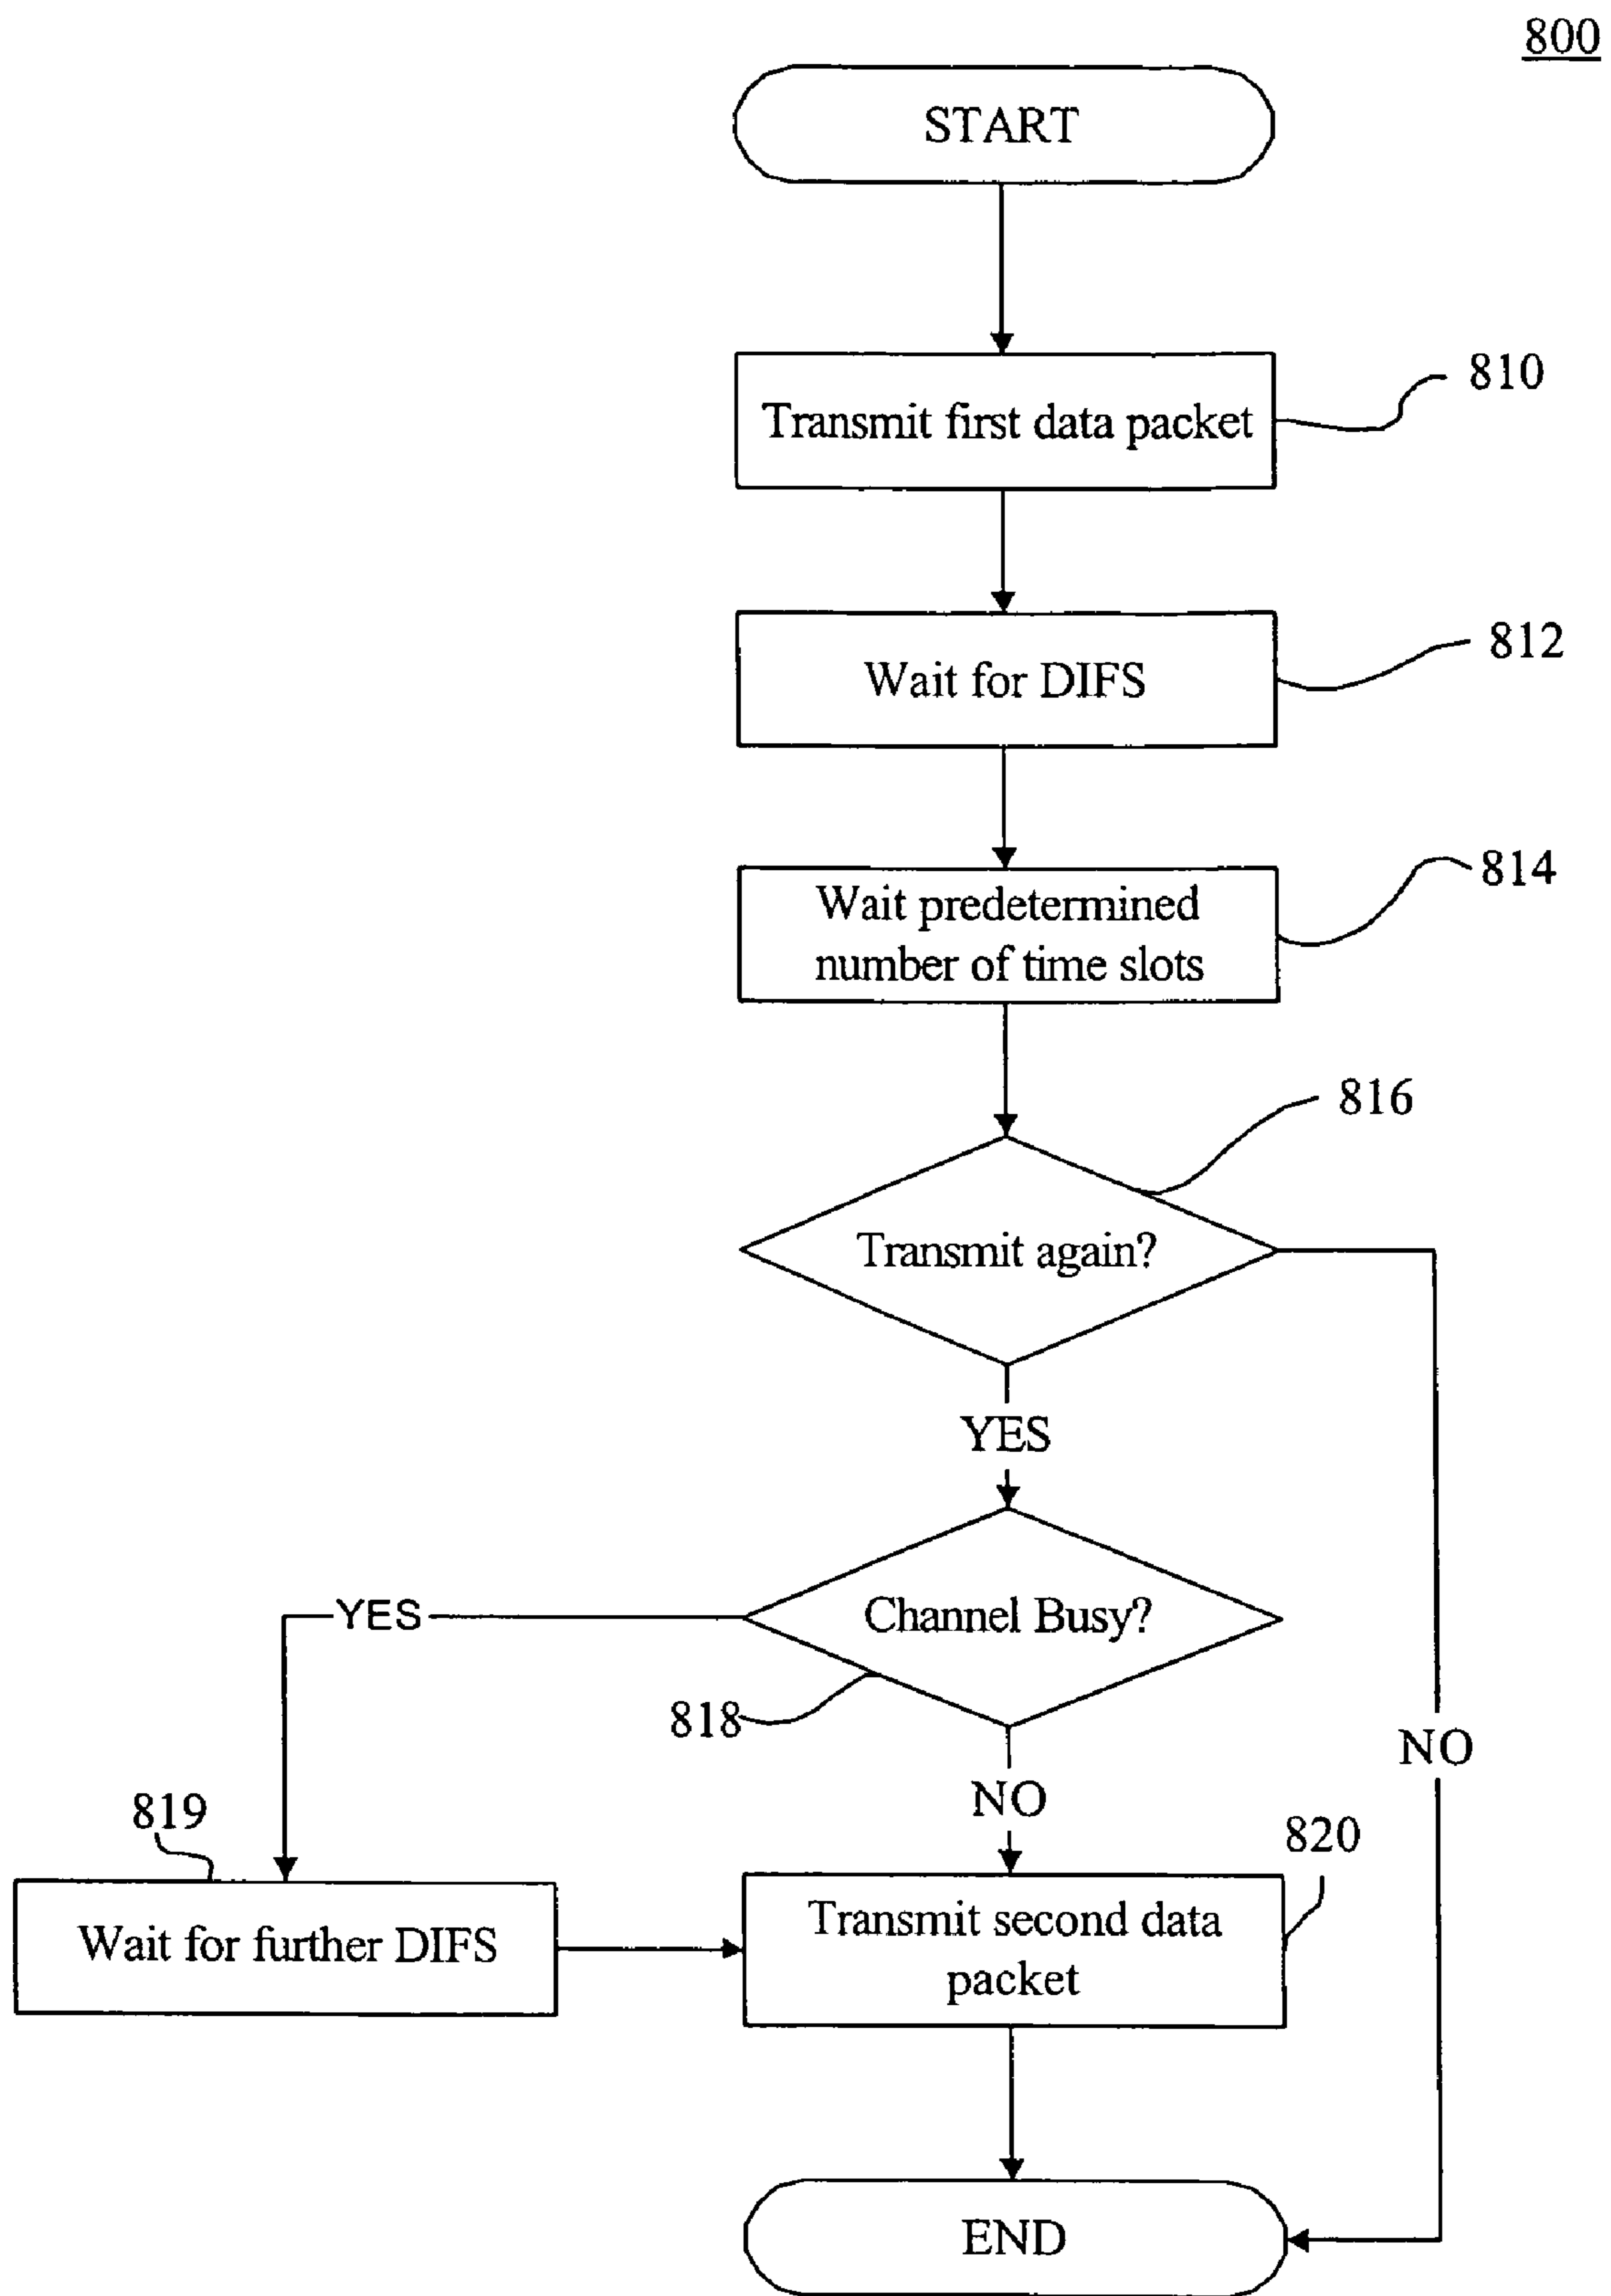 800
START
Transmit first data packet
810
Wait for DIFS
812
Wait predetermined
number of time slots
814
816
Transmit again?
YES
Channel Busy?
YES
818
NO
NO
819
820
Wait for further DIFS
Transmit second data
packet
END